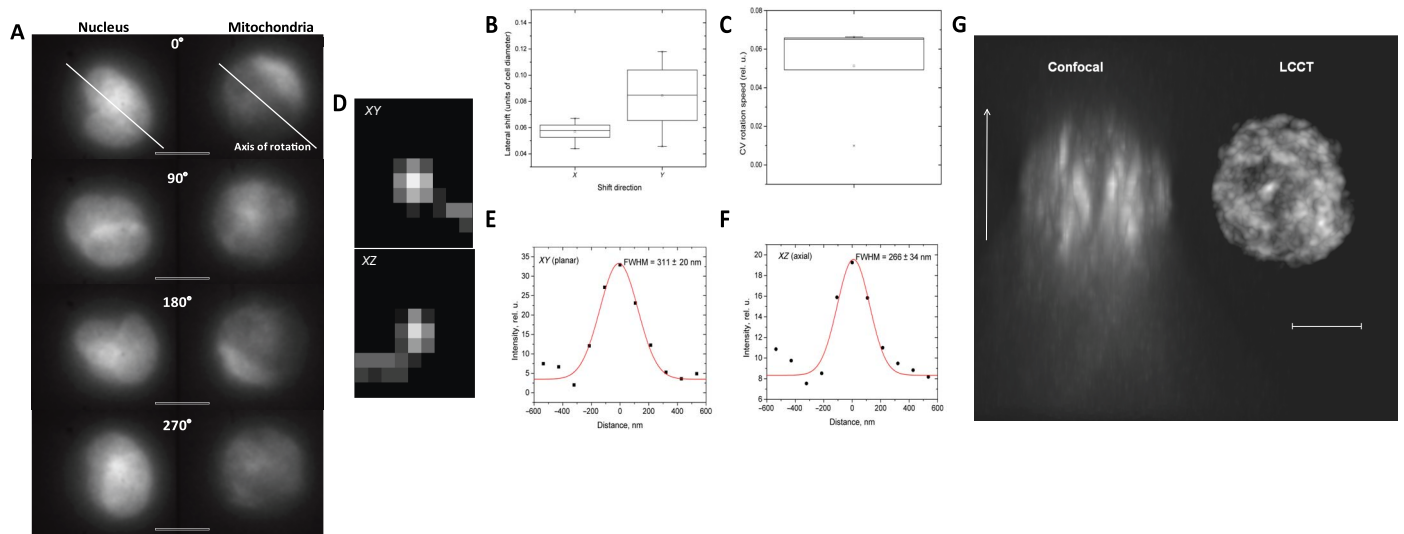 A
Nucleus
Mitochondria
0°
Axis of rotation
90°
180°
270°
B
Lateral shift (units of cell diameter)
0.14
0.12
0.10
0.08
0.06
0.04
X
Y
Shift direction
C
CV rotation speed (rel. u.)
0.08
0.06
0.04
0.02
0.00
D
XY
XZ
E
XY (planar)
FWHM = 311 ± 20 nm
Intensity, rel. u.
35
30
25
20
15
10
5
0
−600
−400
−200
0
200
400
600
Distance, nm
F
XZ (axial)
FWHM = 266 ± 34 nm
Intensity, rel. u.
20
18
16
14
12
10
8
6
−600
−400
−200
0
200
400
600
Distance, nm
G
Confocal
LCCT